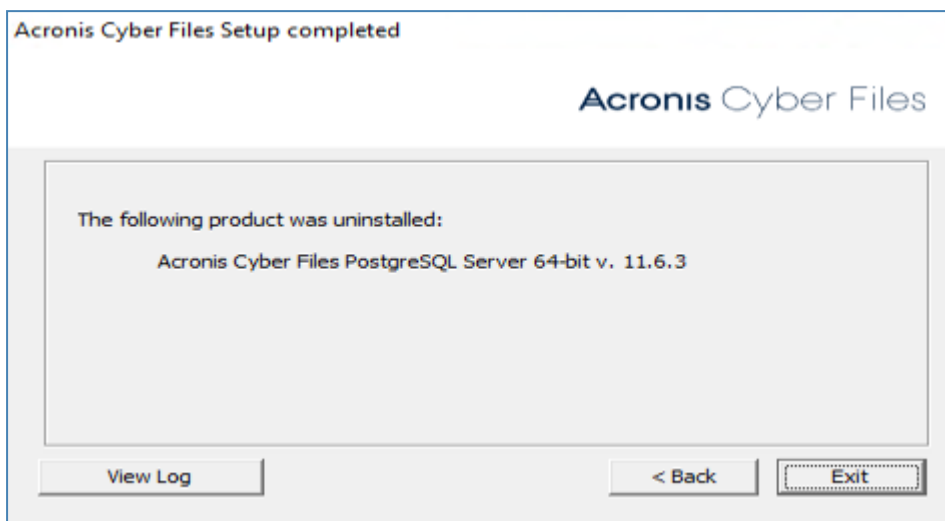 Acronis Cyber Files Setup completed
Acronis Cyber Files
The following product was uninstalled:
Acronis Cyber Files PostgreSQL Server 64-bit v. 11.6.3
View Log
< Back
Exit